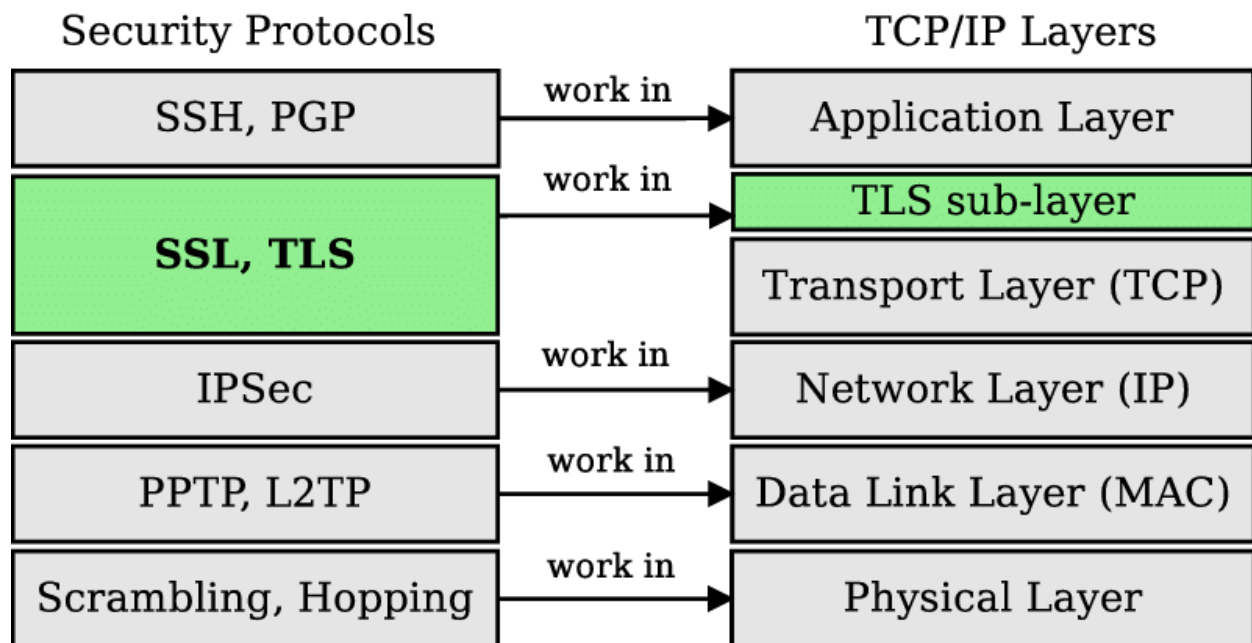 Security Protocols
TCP/IP Layers
SSH, PGP
work in
Application Layer
SSL, TLS
work in
TLS sub-layer
Transport Layer (TCP)
IPSec
work in
Network Layer (IP)
PPTP, L2TP
work in
Data Link Layer (MAC)
Scrambling, Hopping
work in
Physical Layer